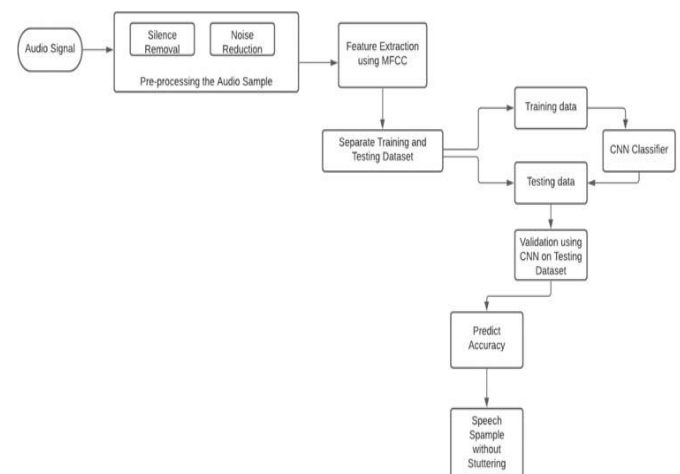 Audio Signal
Silence
Removal
Noise
Reduction
Pre-processing the Audio Sample
Feature Extraction
using MFCC
Separate Training and
Testing Dataset
Training data
CNN Classifier
Testing data
Validation using
CNN on Testing
Dataset
Predict
Accuracy
Speech
Spample
without
Stuttering